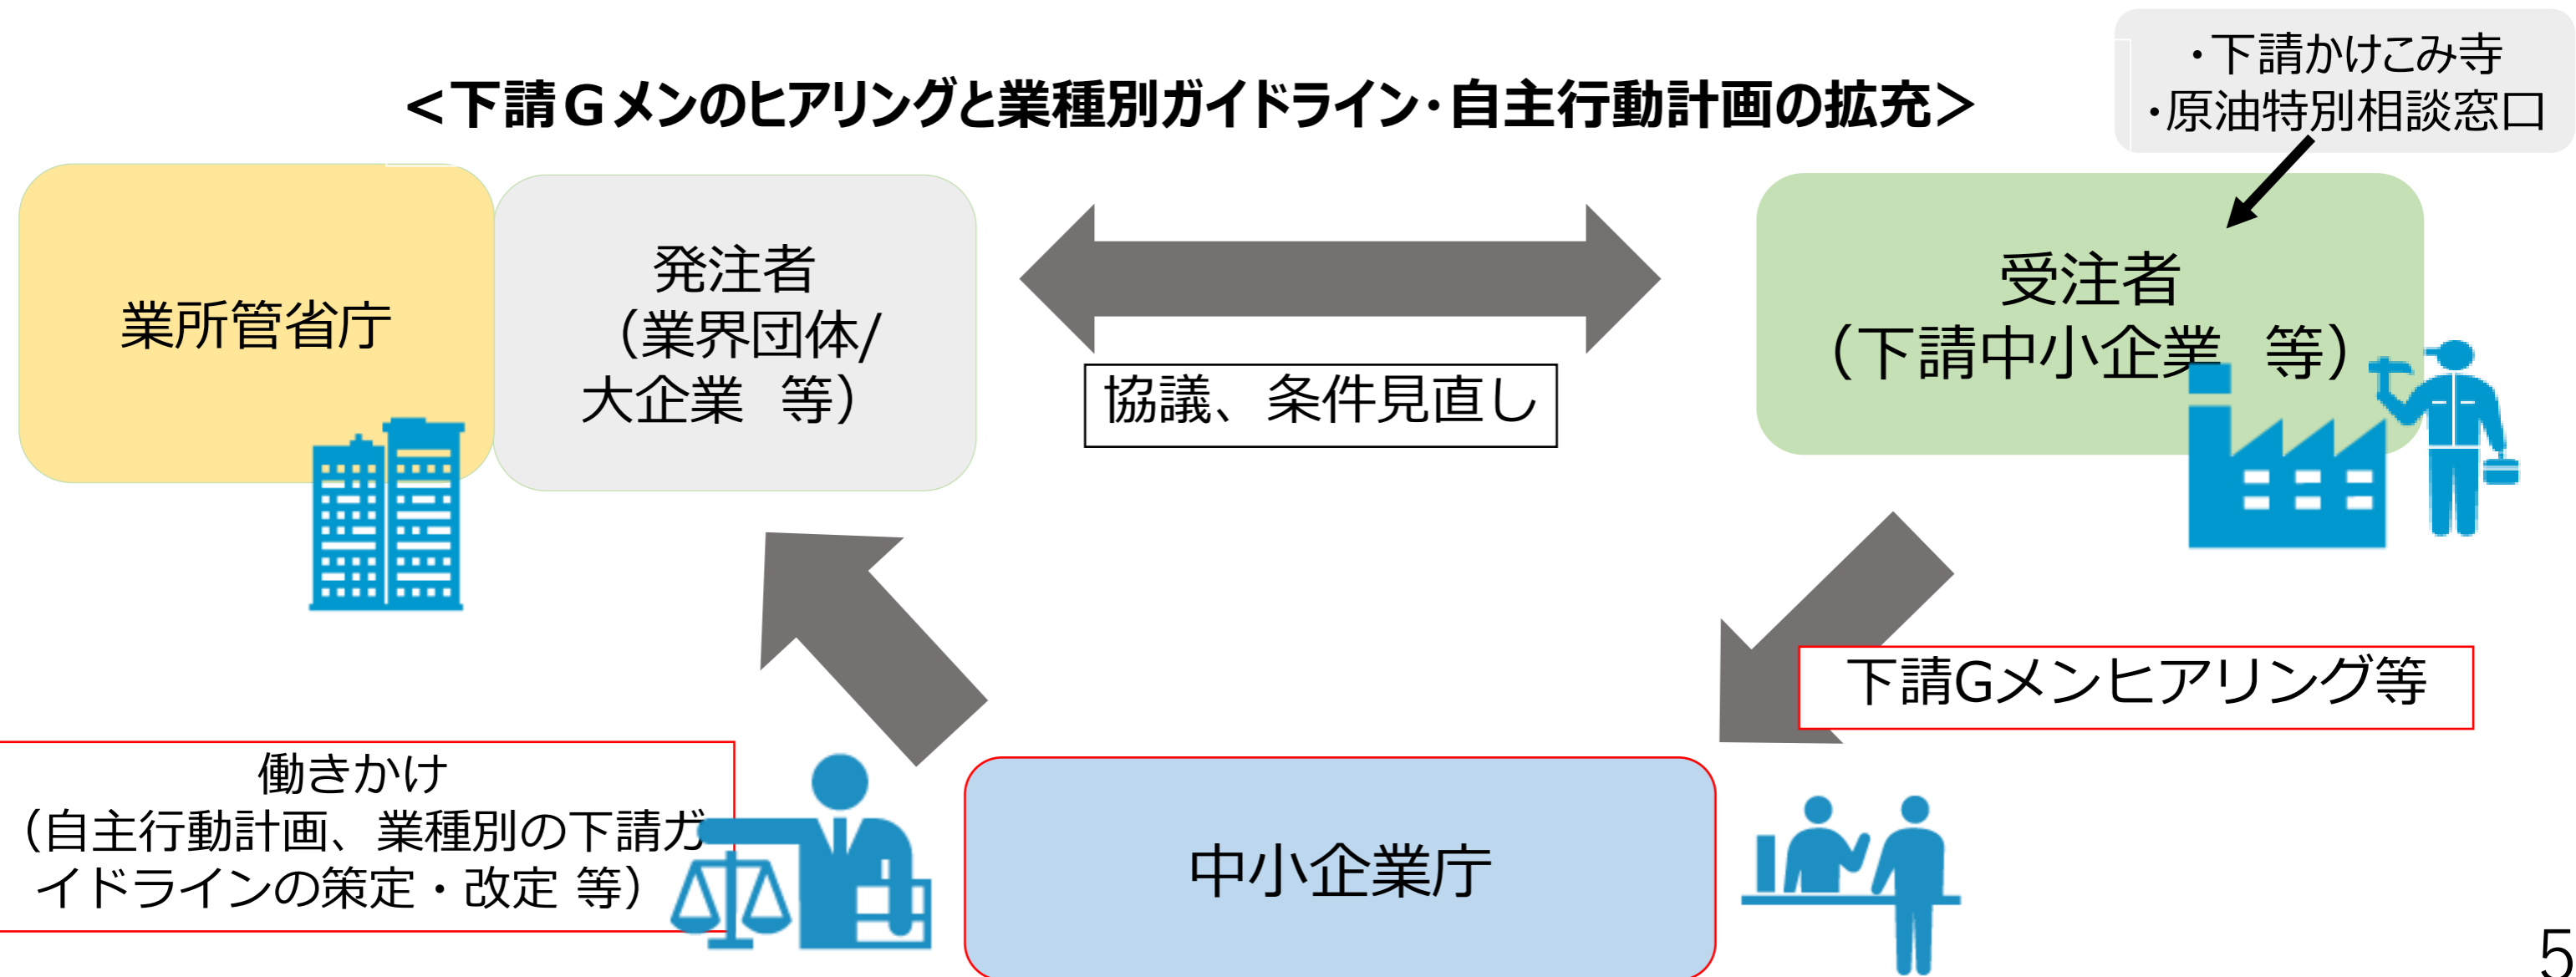 ・下請かけこみ寺
・原油特別相談窓口
<下請Gメンのヒアリングと業種別ガイドライン・自主行動計画の拡充>
業所管省庁
発注者
（業界団体/
大企業 等）
協議、条件見直し
受注者
（下請中小企業 等）
下請Gメンヒアリング等
働きかけ
（自主行動計画、業種別の下請ガ
イドラインの策定・改定 等）
中小企業庁
5